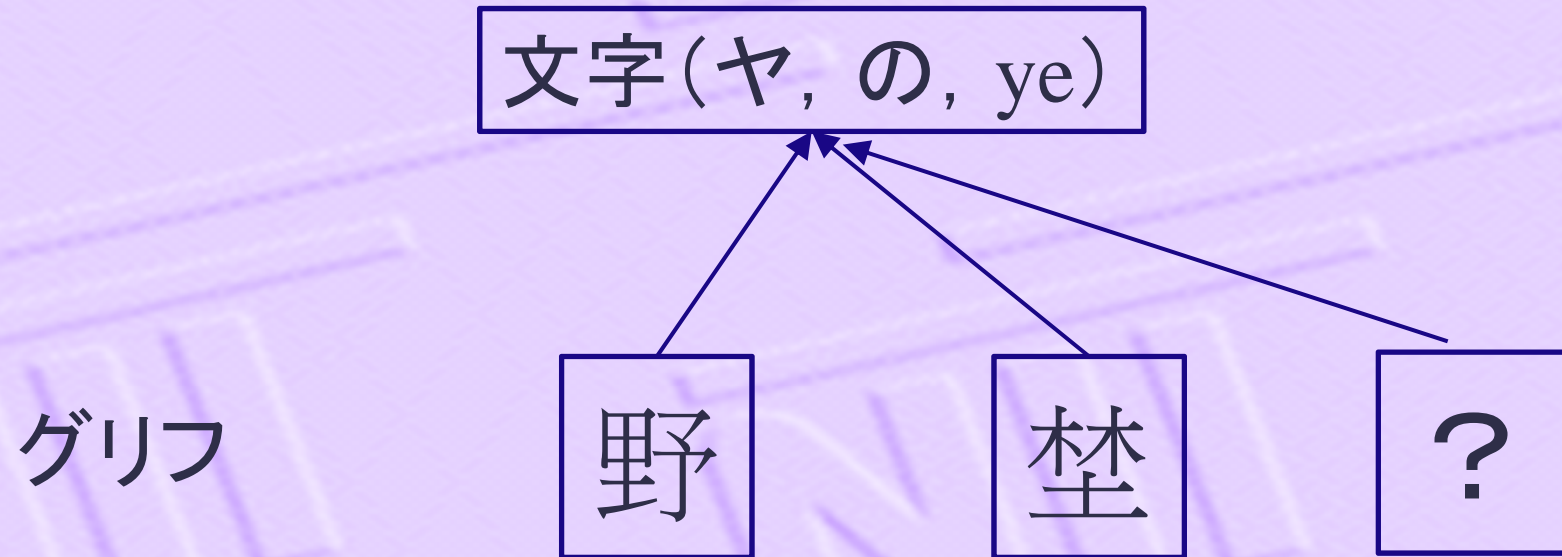 文字(ヤ, の, ye)
グリフ 野 埜 ?